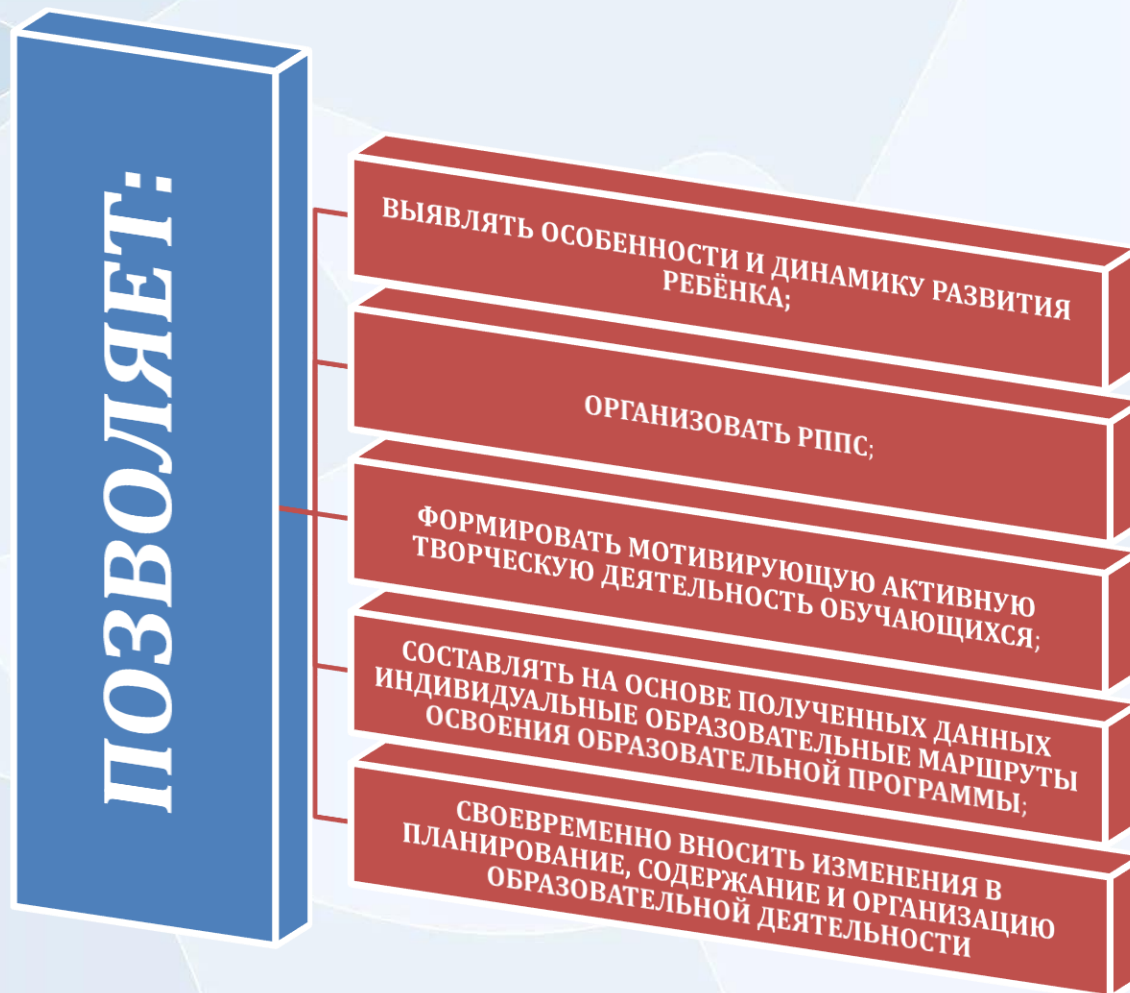 ПОЗВОЛЯЕТ:
ВЫЯВЛЯТЬ ОСОБЕННОСТИ И ДИНАМИКУ РАЗВИТИЯ
РЕБЁНКА;
ОРГАНИЗОВАТЬ РППС;
ФОРМИРОВАТЬ МОТИВИРУЮЩУЮ АКТИВНУЮ
ТВОРЧЕСКУЮ ДЕЯТЕЛЬНОСТЬ ОБУЧАЮЩИХСЯ;
СОСТАВЛЯТЬ НА ОСНОВЕ ПОЛУЧЕННЫХ ДАННЫХ
ИНДИВИДУАЛЬНЫЕ ОБРАЗОВАТЕЛЬНЫЕ МАРШРУТЫ
ОСВОЕНИЯ ОБРАЗОВАТЕЛЬНОЙ ПРОГРАММЫ;
СВОЕВРЕМЕННО ВНОСИТЬ ИЗМЕНЕНИЯ В
ПЛАНИРОВАНИЕ, СОДЕРЖАНИЕ И ОРГАНИЗАЦИЮ
ОБРАЗОВАТЕЛЬНОЙ ДЕЯТЕЛЬНОСТИ